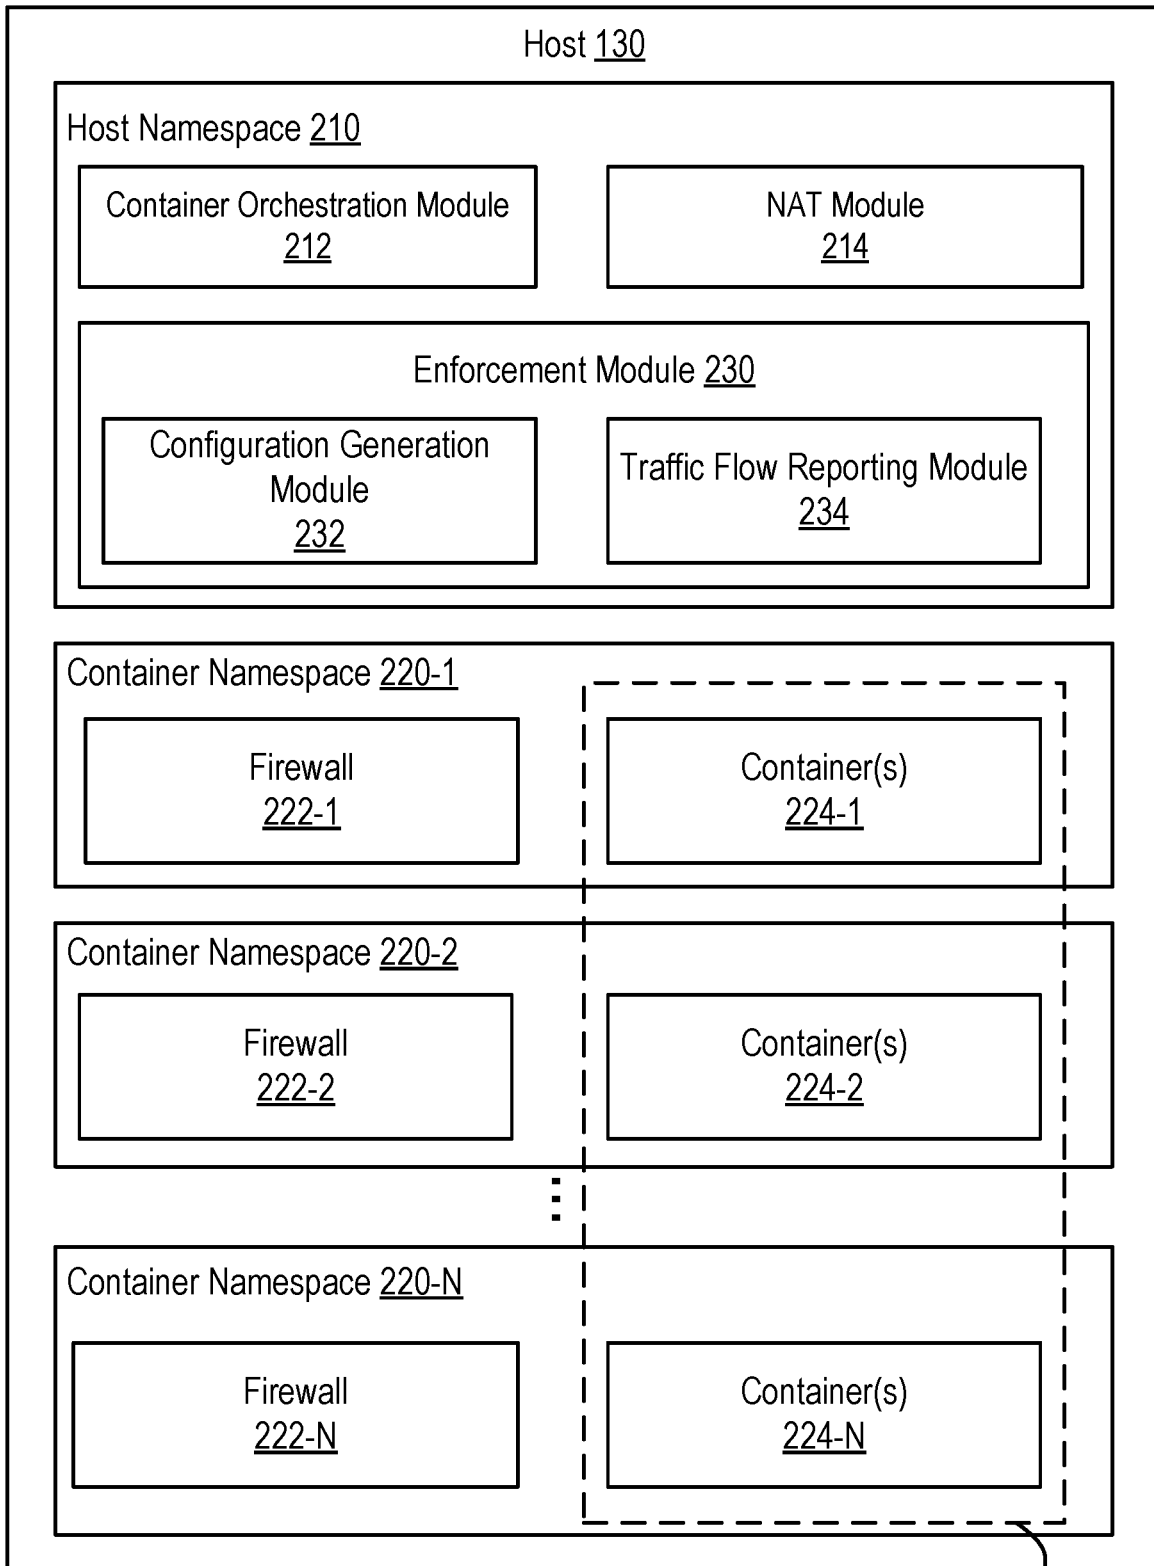 Host 130
Host Namespace 210
Container Orchestration Module
212
NAT Module
214
Enforcement Module 230
Configuration Generation
Module
232
Traffic Flow Reporting Module
234
Container Namespace 220-1
Firewall
222-1
Container(s)
224-1
Container Namespace 220-2
Firewall
222-2
Container(s)
224-2
Container Namespace 220-N
Firewall
222-N
Container(s)
224-N